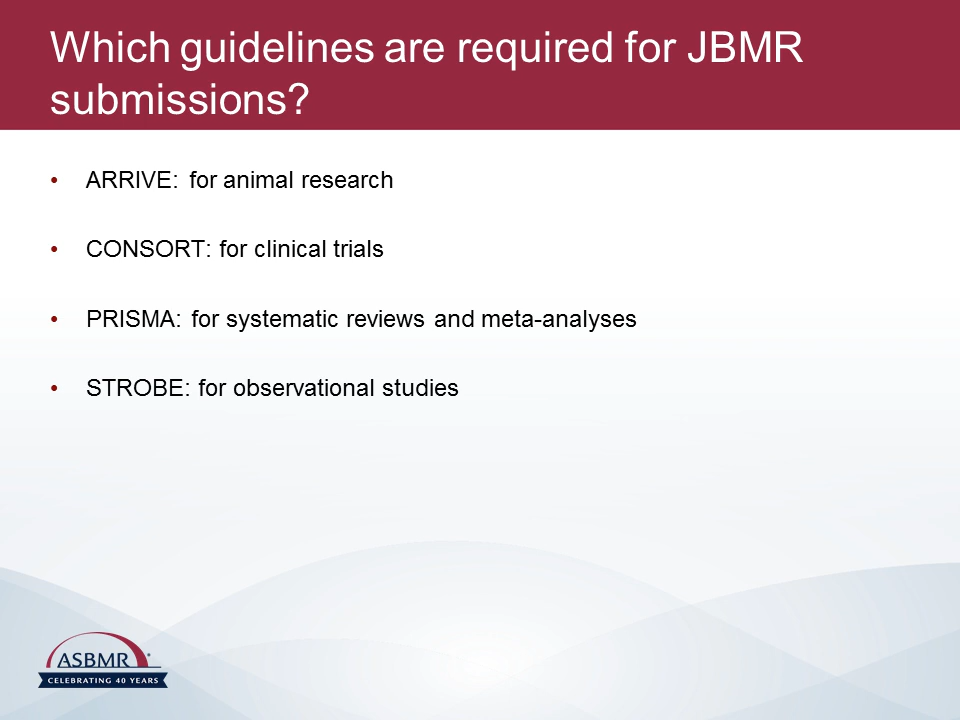 Which guidelines are required for JBMR
submissions?
• ARRIVE: for animal research
• CONSORT: for clinical trials
• PRISMA: for systematic reviews and meta-analyses
• STROBE: for observational studies
ASBMR
CELEBRATING 40 YEARS